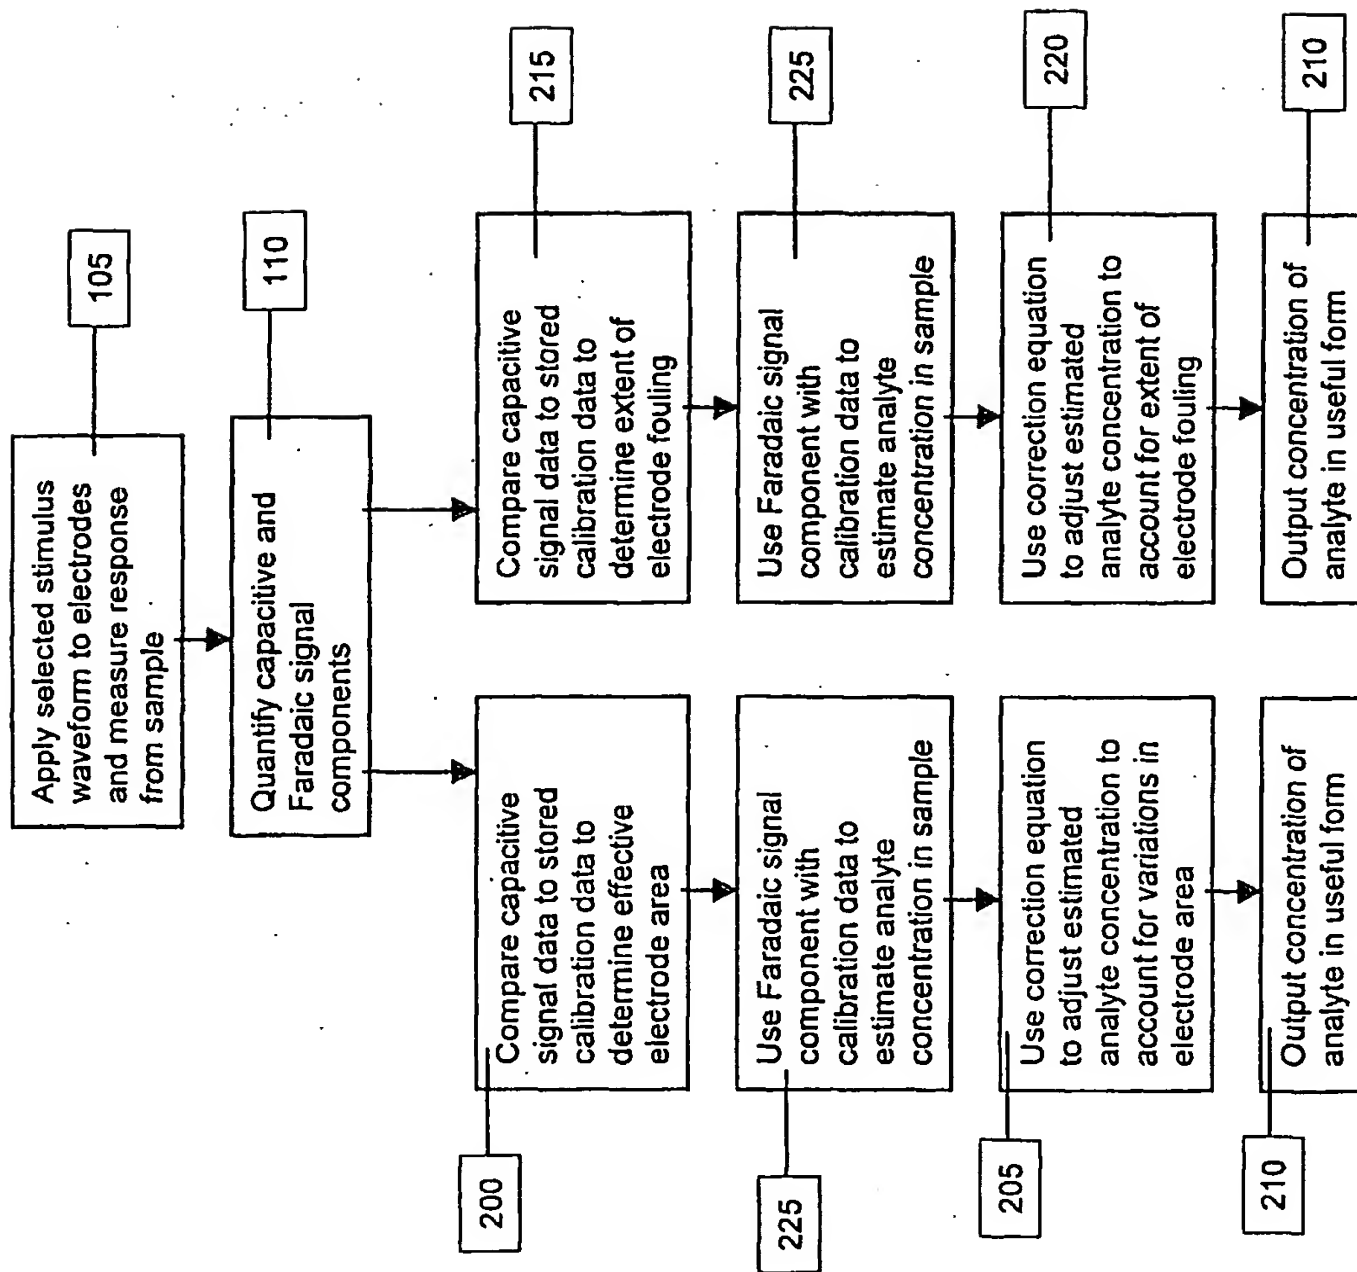 Apply selected stimulus
waveform to electrodes
and measure response
from sample
105
Quantify capacitive and
Faradaic signal
components
110
Compare capacitive
signal data to stored
calibration data to
determine effective
electrode area
200
Use Faradaic signal
component with
calibration data to
estimate analyte
concentration in sample
225
Use correction equation
to adjust estimated
analyte concentration to
account for variations in
electrode area
205
Output concentration of
analyte in useful form
210
Compare capacitive
signal data to stored
calibration data to
determine extent of
electrode fouling
215
Use Faradaic signal
component with
calibration data to
estimate analyte
concentration in sample
225
Use correction equation
to adjust estimated
analyte concentration to
account for extent of
electrode fouling
220
Output concentration of
analyte in useful form
210